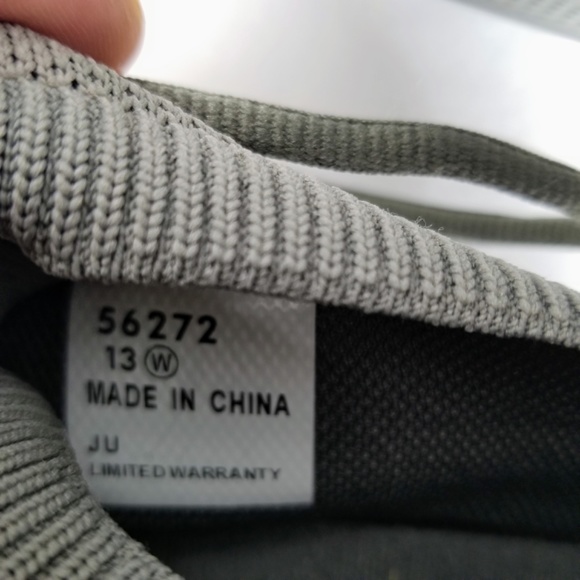 56272
13 Ⓦ
MADE IN CHINA
JU
LIMITED WARRANTY